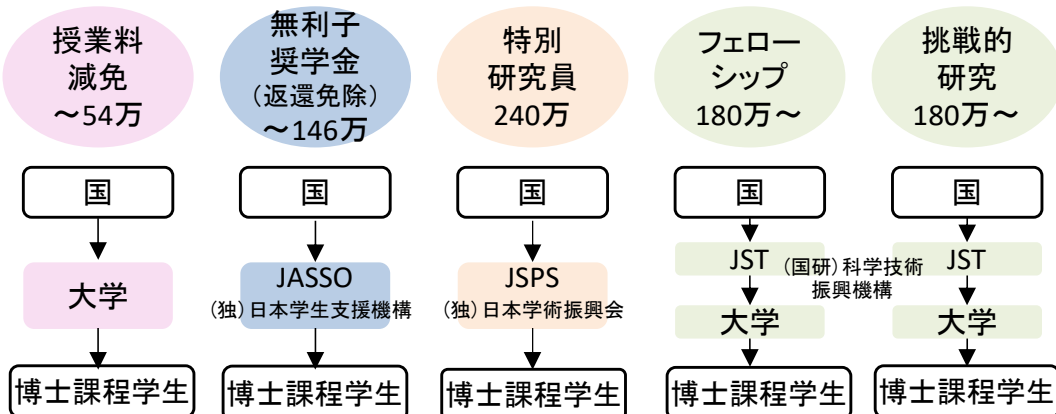 授業料
減免
～54万
無利子
奨学金
（返還免除）
～146万
特別
研究員
240万
フェロー
シップ
180万～
挑戦的
研究
180万～
国
国
国
国
国
大学
JASSO
(独)日本学生支援機構
JSPS
(独)日本学術振興会
JST
(国研)科学技術
振興機構
JST
大学
大学
博士課程学生
博士課程学生
博士課程学生
博士課程学生
博士課程学生